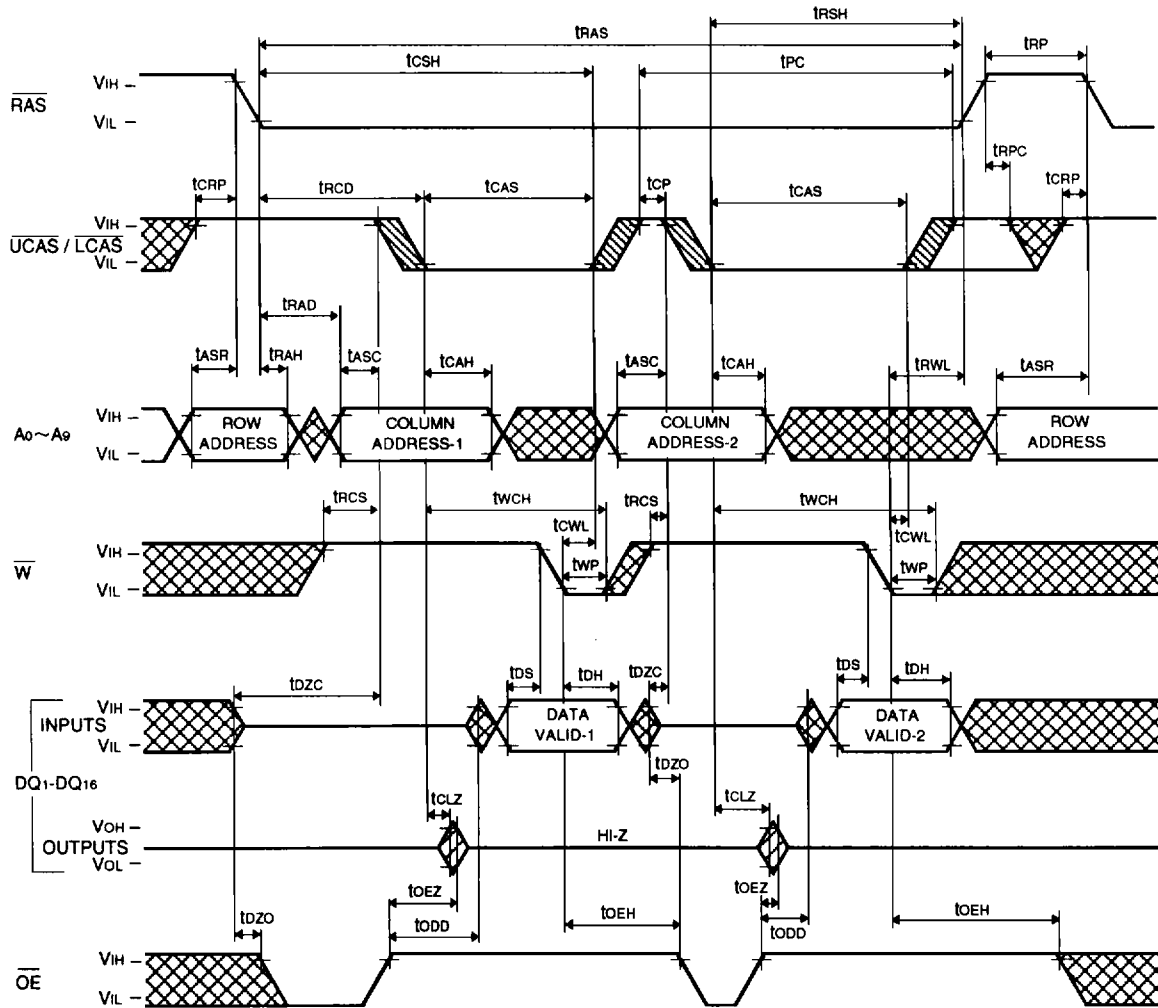 tRSH
tRAS
tRP
tCSH
tPC
VIH
RAS
VIL
tRPC
tCRP
tRCD
tCAS
tCP
tCAS
tCRP
VIH
UCAS / LCAS
VIL
tRAD
tASR
tRAH
tASC
tCAH
tASC
tCAH
tRWL
tASR
VIH
A0~A9
VIL
ROW ADDRESS
COLUMN ADDRESS-1
COLUMN ADDRESS-2
ROW ADDRESS
tRCS
tWCH
tRCS
tWCH
tCWL
tCWL
VIH
W
VIL
tWP
tWP
tDZC
tDS
tDH
tDZC
tDS
tDH
VIH
INPUTS
VIL
DATA VALID-1
DATA VALID-2
DQ1-DQ16
tDZO
tCLZ
tCLZ
VOH
OUTPUTS
VOL
HI-Z
tOEZ
tOEZ
tDZO
tODD
tOEH
tODD
tOEH
VIH
OE
VIL